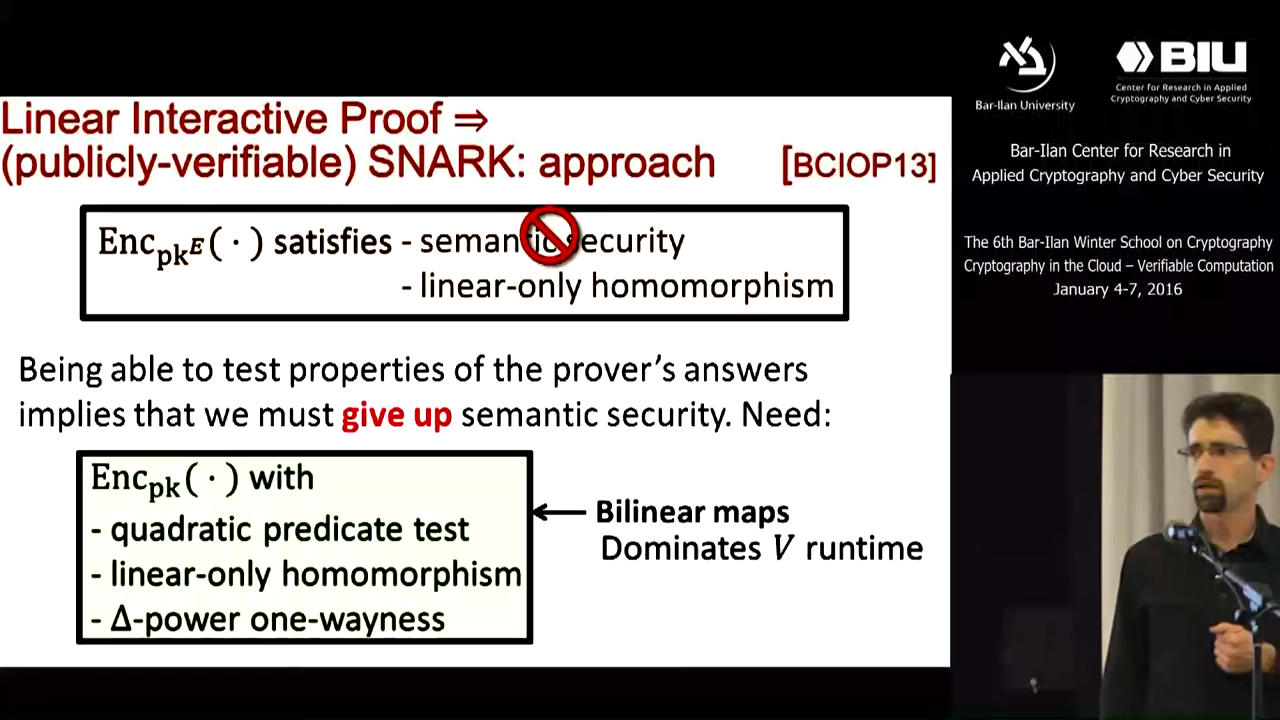 Linear Interactive Proof ⇒
(publicly-verifiable) SNARK: approach [BCIOP13]
Enc_{pk^E}( · ) satisfies - semantic security
- linear-only homomorphism
Being able to test properties of the prover’s answers
implies that we must give up semantic security. Need:
Enc_{pk}( · ) with
- quadratic predicate test
- linear-only homomorphism
- Δ-power one-wayness
Bilinear maps
Dominates V runtime
Bar-Ilan University
BIU
Center for Research in Applied
Cryptography and Cyber Security
Bar-Ilan Center for Research in
Applied Cryptography and Cyber Security
The 6th Bar-Ilan Winter School on Cryptography
Cryptography in the Cloud – Verifiable Computation
January 4-7, 2016